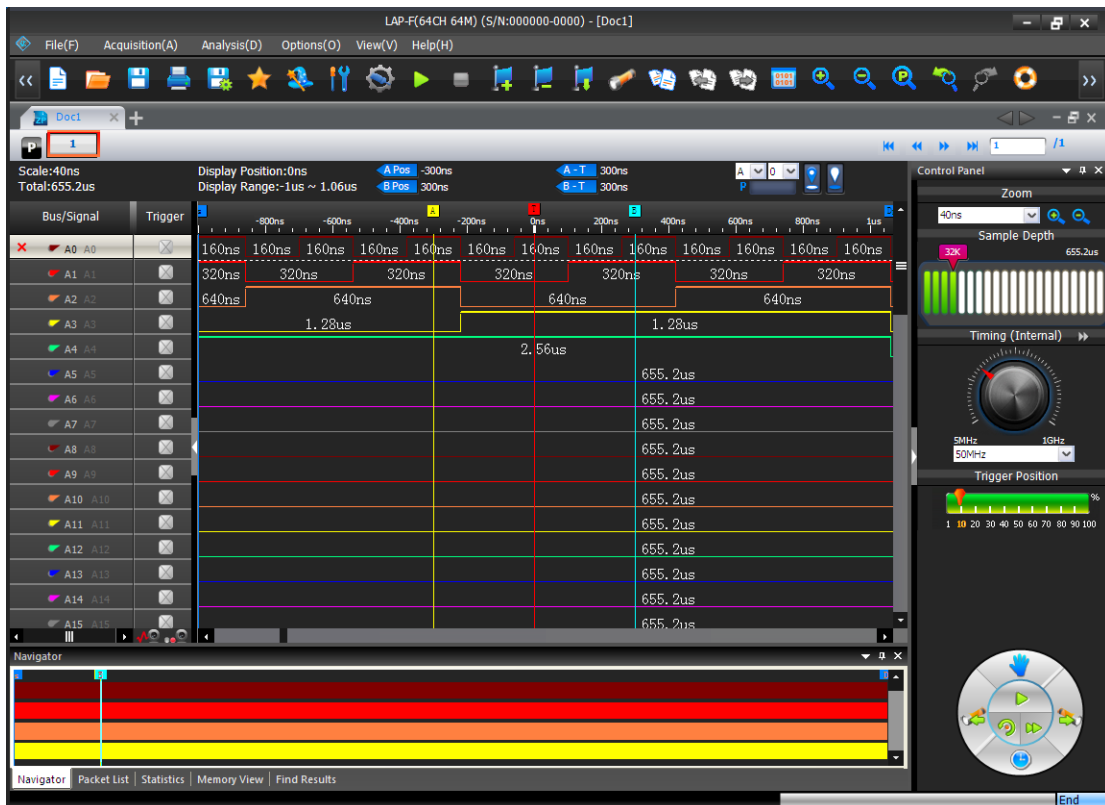 LAP-F(64CH 64M) (S/N:000000-0000) - [Doc1]
File(F) Acquisition(A) Analysis(D) Options(O) View(V) Help(H)
Doc1
P 1 1 /1
Scale:40ns Display Position:0ns A Pos -300ns A - T 300ns A 0
Total:655.2us Display Range:-1us ~ 1.06us B Pos 300ns B - T 300ns P
Control Panel
Zoom
40ns
Sample Depth
32K 655.2us
Timing (Internal)
5MHz 1GHz
50MHz
Trigger Position
%
1 10 20 30 40 50 60 70 80 90 100
Bus/Signal Trigger
A T B
-800ns -600ns -400ns -200ns 0ns 200ns 400ns 600ns 800ns 1us
A0 A0 160ns 160ns 160ns 160ns 160ns 160ns 160ns 160ns 160ns 160ns 160ns 160ns 160ns
A1 A1 320ns 320ns 320ns 320ns 320ns 320ns 320ns
A2 A2 640ns 640ns 640ns 640ns
A3 A3 1.28us 1.28us
A4 A4 2.56us
A5 A5 655.2us
A6 A6 655.2us
A7 A7 655.2us
A8 A8 655.2us
A9 A9 655.2us
A10 A10 655.2us
A11 A11 655.2us
A12 A12 655.2us
A13 A13 655.2us
A14 A14 655.2us
A15 A15 655.2us
Navigator
Navigator Packet List Statistics Memory View Find Results
End